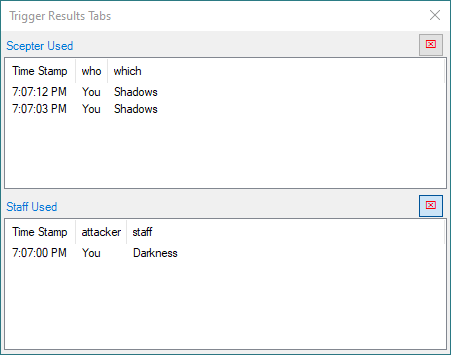 Trigger Results Tabs
Scepter Used
Time Stamp who which
7:07:12 PM You Shadows
7:07:03 PM You Shadows
Staff Used
Time Stamp attacker staff
7:07:00 PM You Darkness